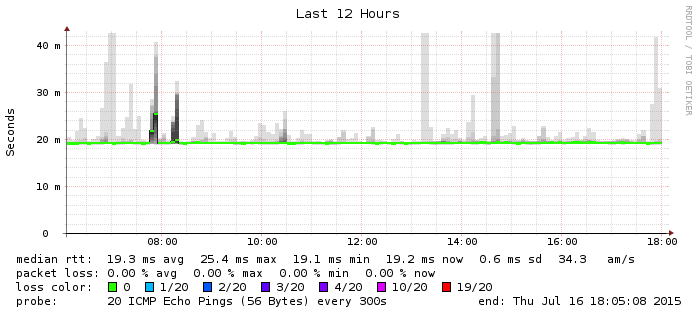 Last 12 Hours
RRDTOOL / TOBI OETIKER
Seconds
40 m
30 m
20 m
10 m
0
08:00 10:00 12:00 14:00 16:00 18:00
median rtt: 19.3 ms avg 25.4 ms max 19.1 ms min 19.2 ms now 0.6 ms sd 34.3 am/s
packet loss: 0.00 % avg 0.00 % max 0.00 % min 0.00 % now
loss color: 0 1/20 2/20 3/20 4/20 10/20 19/20
probe: 20 ICMP Echo Pings (56 Bytes) every 300s end: Thu Jul 16 18:05:08 2015